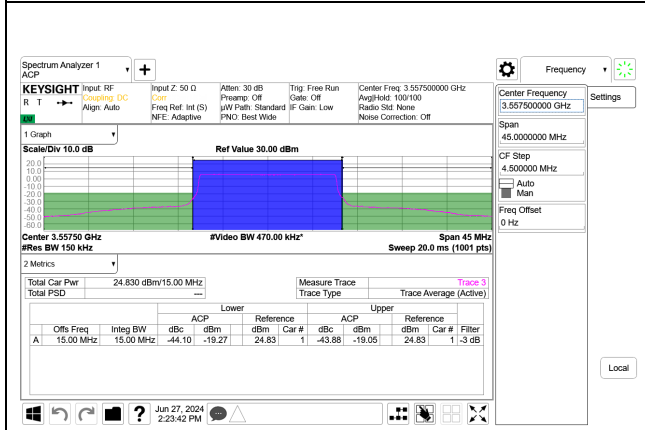 Spectrum Analyzer 1
ACP
Frequency
KEYSIGHT Input: RF Input Z: 50 Ω Atten: 30 dB Trig: Free Run Center Freq: 3.557500000 GHz
R T Coupling: DC Corr Preamp: Off Gate: Off Avg|Hold: 100/100
Align: Auto Freq Ref: Int (S) µW Path: Standard IF Gain: Low Radio Std: None
NFE: Adaptive PNO: Best Wide Noise Correction: Off
Center Frequency
3.557500000 GHz
Settings
Span
45.0000000 MHz
CF Step
4.500000 MHz
Auto
Man
Freq Offset
0 Hz
1 Graph
Scale/Div 10.0 dB Ref Value 30.00 dBm
20.0
10.0
0.00
-10.0
-20.0
-30.0
-40.0
-50.0
-60.0
Center 3.55750 GHz #Video BW 470.00 kHz* Span 45 MHz
#Res BW 150 kHz Sweep 20.0 ms (1001 pts)
2 Metrics
Total Car Pwr 24.830 dBm/15.00 MHz Measure Trace Trace 3
Total PSD --- Trace Type Trace Average (Active)
Lower Upper
ACP Reference ACP Reference
Offs Freq Integ BW dBc dBm dBm Car # dBc dBm dBm Car # Filter
A 15.00 MHz 15.00 MHz -44.10 -19.27 24.83 1 -43.88 -19.05 24.83 1 -3 dB
Local
Jun 27, 2024
2:23:42 PM